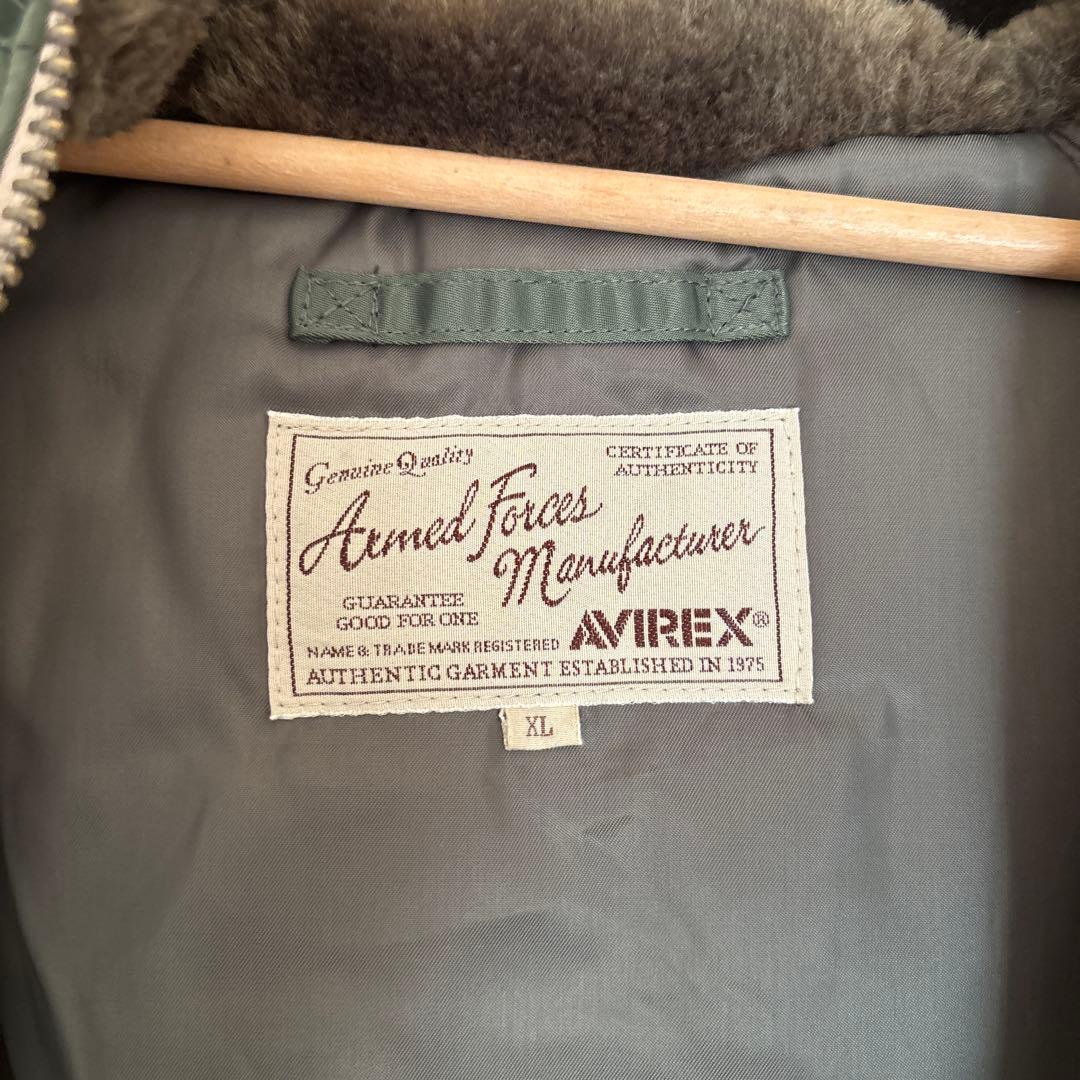 Genuine Quality
CERTIFICATE OF
AUTHENTICITY
Armed Forces
Manufacturer
GUARANTEE
GOOD FOR ONE
NAME & TRADE MARK REGISTERED
AVIREX®
AUTHENTIC GARMENT ESTABLISHED IN 1975
XL